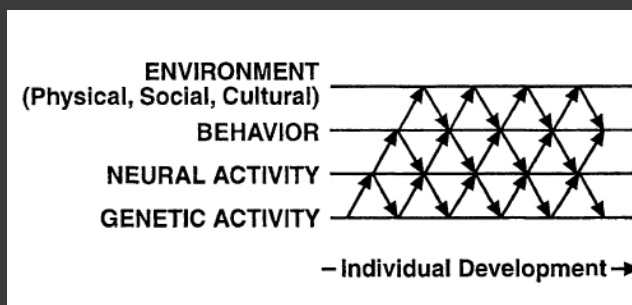 ENVIRONMENT
(Physical, Social, Cultural)
BEHAVIOR
NEURAL ACTIVITY
GENETIC ACTIVITY
– Individual Development